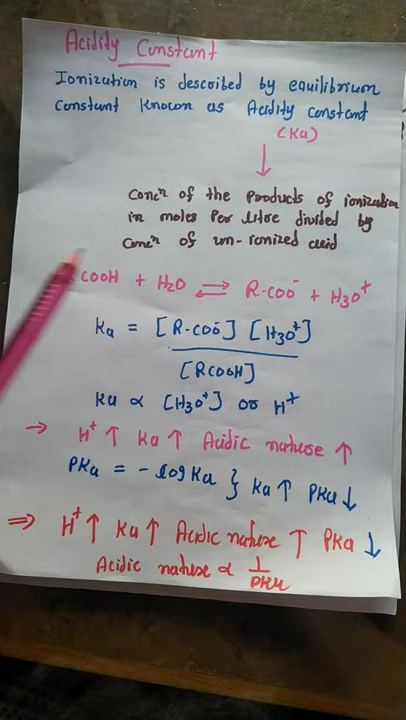 Acidity Constant
Ionization is described by equilibrium
constant known as Acidity constant
(Ka)
↓
Concn of the Products of ionization
in moles Per litre divided by
Concn of un-ionized acid
COOH + H2O ⇌ R-COO⁻ + H3O⁺
Ka = [R-COO⁻] [H3O⁺]
[RCOOH]
Ka ∝ [H3O⁺] or H⁺
→ H⁺ ↑ Ka ↑ Acidic nature ↑
PKa = - log Ka } Ka ↑ PKa ↓
⇒ H⁺ ↑ Ka ↑ Acidic nature ↑ PKa ↓
Acidic nature ∝ 1/PKa